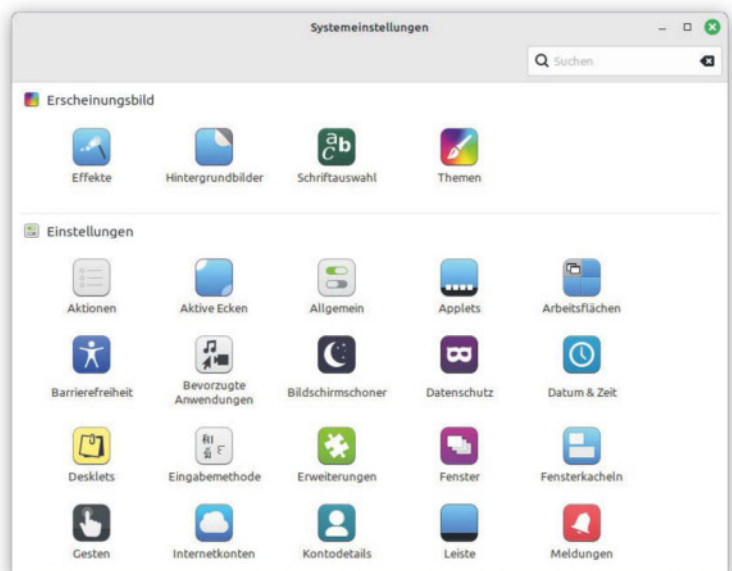 Systemeinstellungen
Suchen
Erscheinungsbild
Effekte
Hintergrundbilder
Schriftauswahl
Themen
Einstellungen
Aktionen
Aktive Ecken
Allgemein
Applets
Arbeitsflächen
Barrierefreiheit
Bevorzugte
Anwendungen
Bildschirmschoner
Datenschutz
Datum & Zeit
Desklets
Eingabemethode
Erweiterungen
Fenster
Fensterkacheln
Gesten
Internetkonten
Kontodetails
Leiste
Meldungen